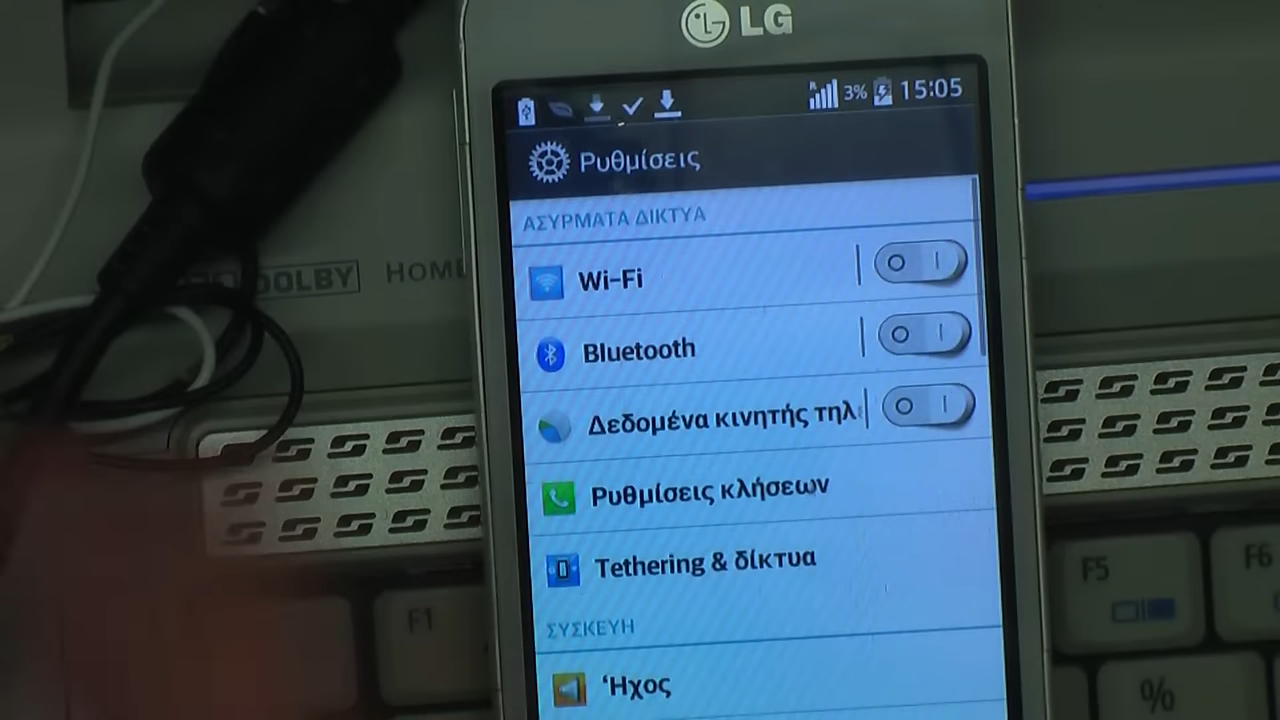 LG
3% 15:05
Ρυθμίσεις
ΑΣΥΡΜΑΤΑ ΔΙΚΤΥΑ
Wi-Fi
Bluetooth
Δεδομένα κινητής τηλ
Ρυθμίσεις κλήσεων
Tethering & δίκτυα
ΣΥΣΚΕΥΗ
Ήχος
DOLBY HOME
F1
F5
F6
%